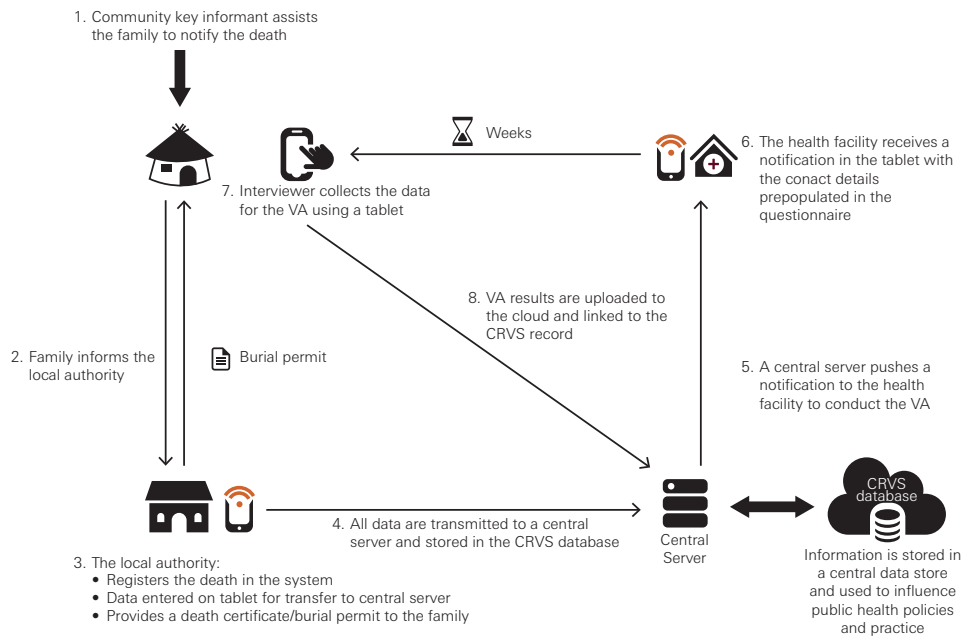 1. Community key informant assists
the family to notify the death
Weeks
6. The health facility receives a
notification in the tablet with
the conact details
prepopulated in the
questionnaire
7. Interviewer collects the data
for the VA using a tablet
8. VA results are uploaded to
the cloud and linked to the
CRVS record
2. Family informs the
local authority
Burial permit
5. A central server pushes a
notification to the health
facility to conduct the VA
CRVS
database
4. All data are transmitted to a central
server and stored in the CRVS database
Central
Server
Information is stored in
a central data store
and used to influence
public health policies
and practice
3. The local authority:
• Registers the death in the system
• Data entered on tablet for transfer to central server
• Provides a death certificate/burial permit to the family